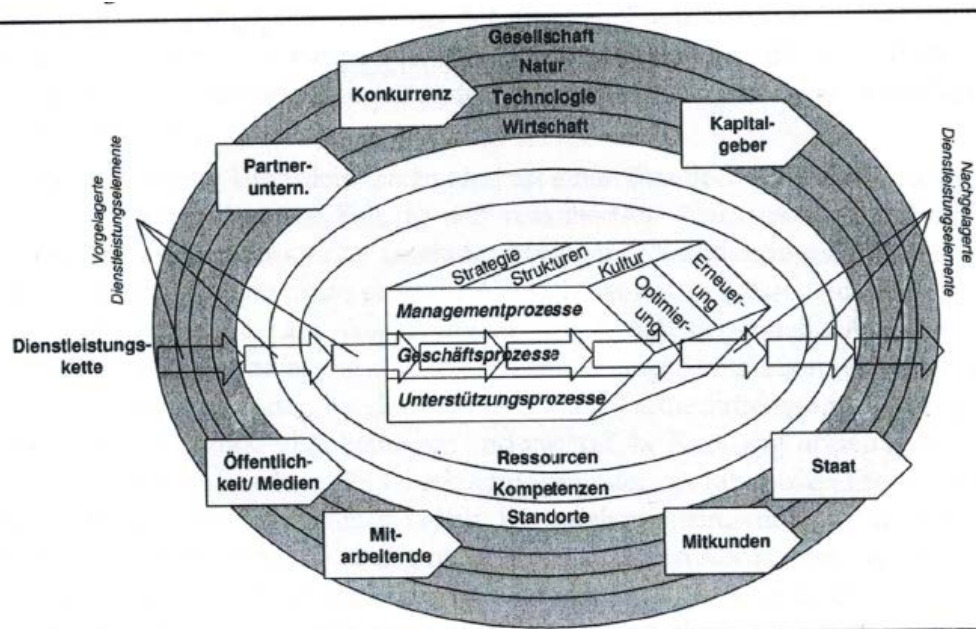 Gesellschaft
Natur
Technologie
Wirtschaft
Konkurrenz
Kapital-
geber
Partner-
untern.
Vorgelagerte
Dienstleistungselemente
Nachgelagerte
Dienstleistungselemente
Strategie
Strukturen
Kultur
Erneuer-
ung
Optimier-
ung
Managementprozesse
Dienstleistungs-
kette
Geschäftsprozesse
Unterstützungsprozesse
Ressourcen
Kompetenzen
Standorte
Öffentlich-
keit/ Medien
Staat
Mit-
arbeitende
Mitkunden